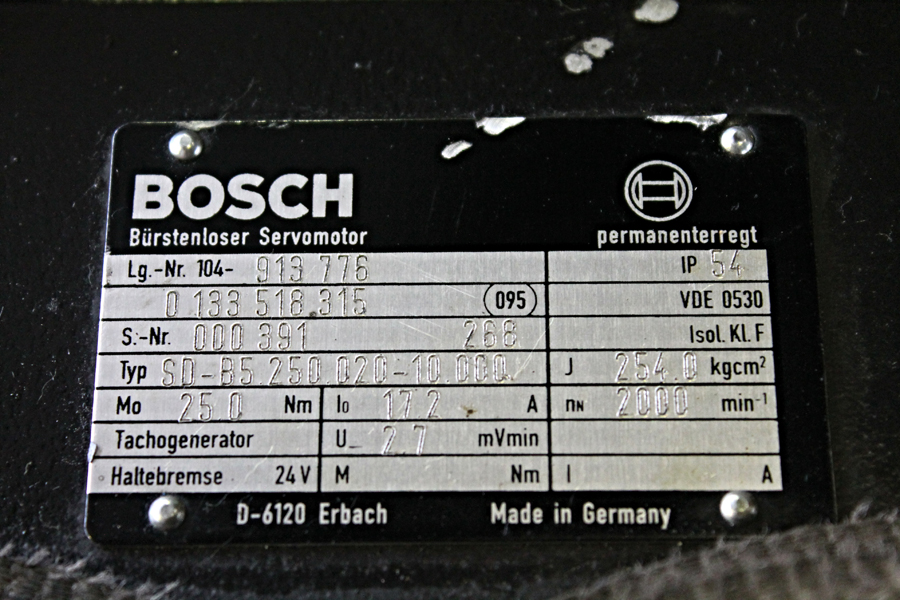 BOSCH
Bürstenloser Servomotor permanenterregt
Lg.-Nr. 104- 913 776 IP 54
0 133 518 315 095 VDE 0530
S.-Nr. 000 391 268 Isol. Kl. F
Typ SD-B5.250 020-10.000 J 254.0 kgcm²
Mo 25.0 Nm I₀ 17.2 A nN 2000 min⁻¹
Tachogenerator U_ 2.7 mVmin
Haltebremse 24 V M Nm I A
D-6120 Erbach Made in Germany